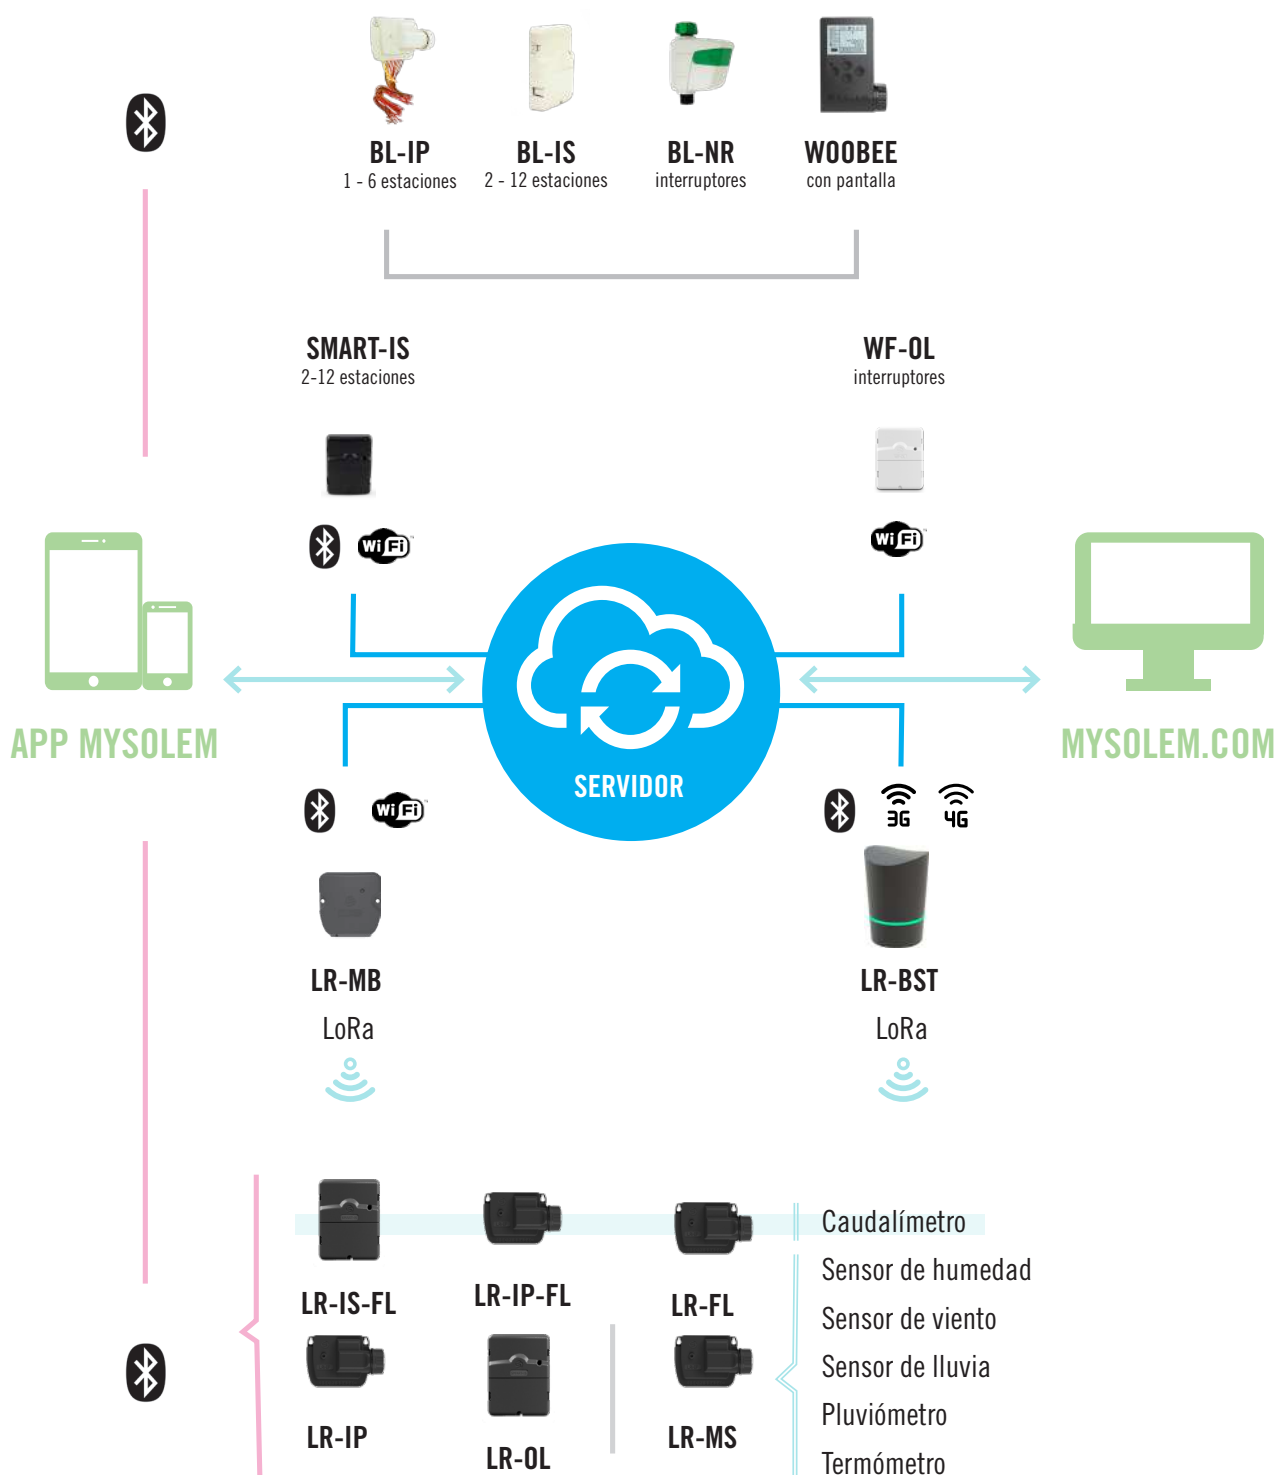 BL-IP
1 - 6 estaciones
BL-IS
2 - 12 estaciones
BL-NR
interruptores
WOOBEE
con pantalla
SMART-IS
2-12 estaciones
WF-OL
interruptores
Wi Fi
Wi Fi
APP MYSOLEM
SERVIDOR
MYSOLEM.COM
Wi Fi
3G
4G
LR-MB
LoRa
LR-BST
LoRa
LR-IS-FL
LR-IP-FL
LR-FL
LR-IP
LR-OL
LR-MS
Caudalímetro
Sensor de humedad
Sensor de viento
Sensor de lluvia
Pluviómetro
Termómetro